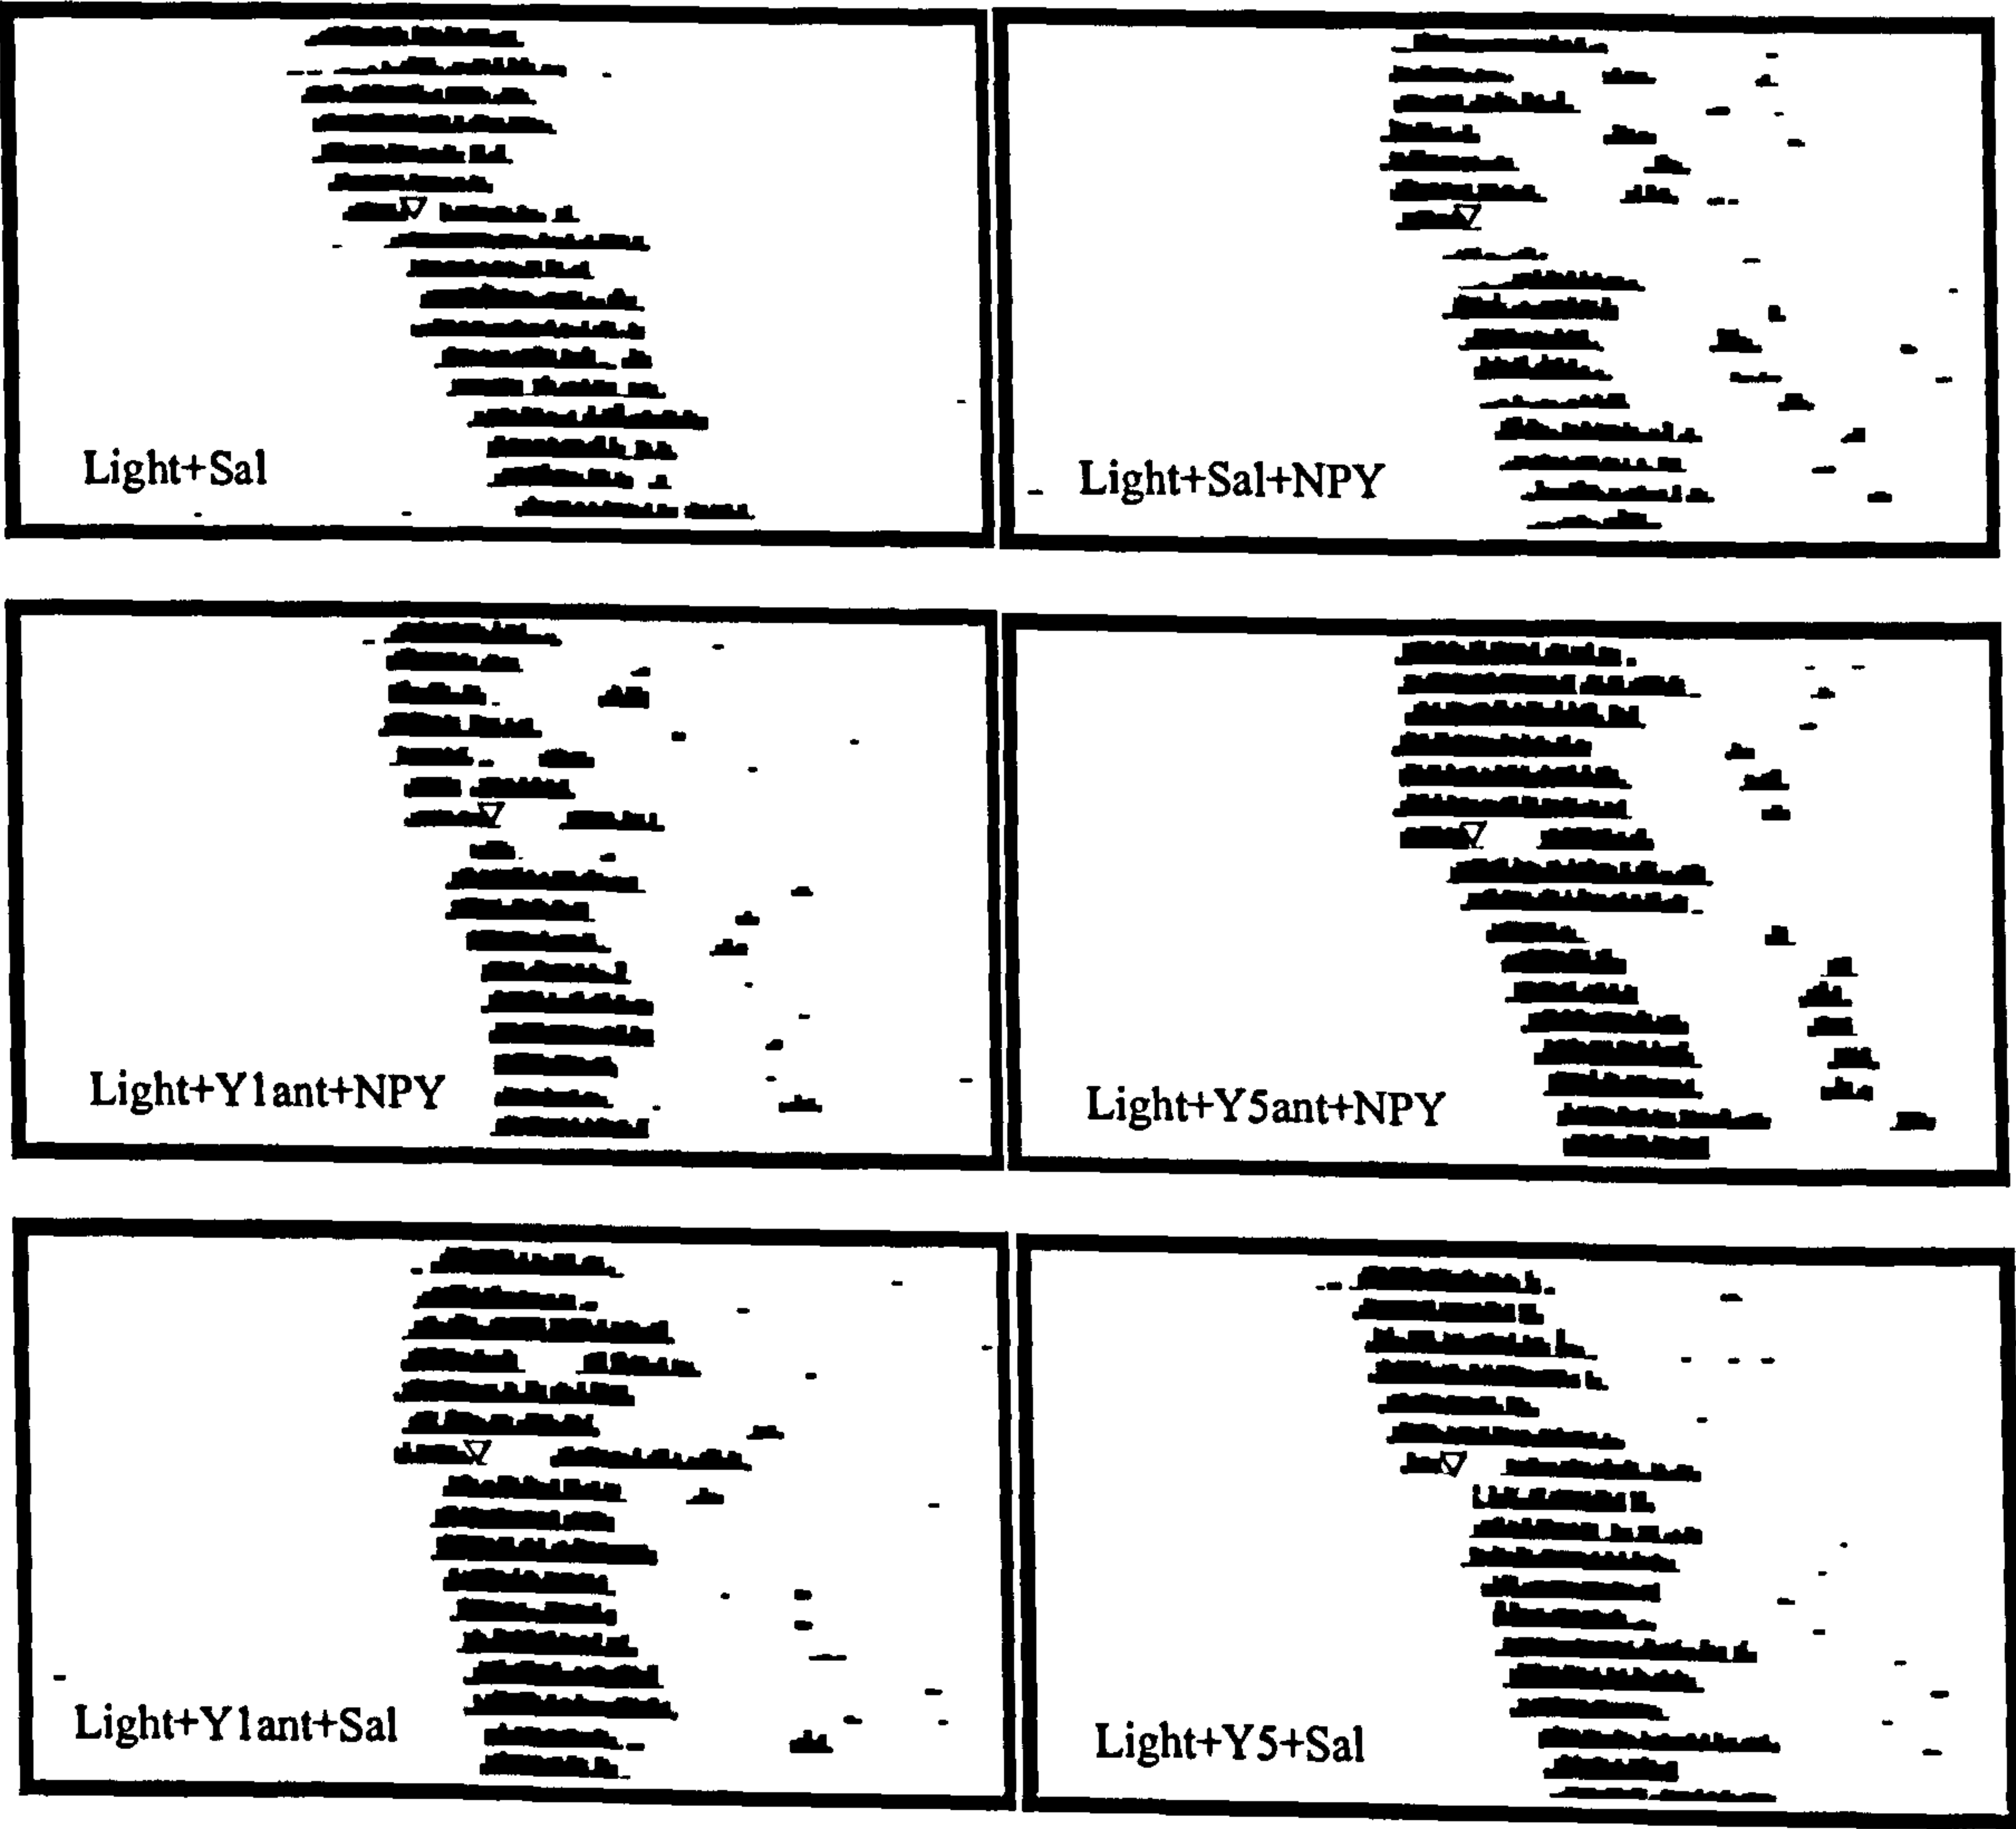 Light+Sal
Light+Sal+NPY
Light+Y1ant+NPY
Light+Y5ant+NPY
Light+Y1ant+Sal
Light+Y5+Sal